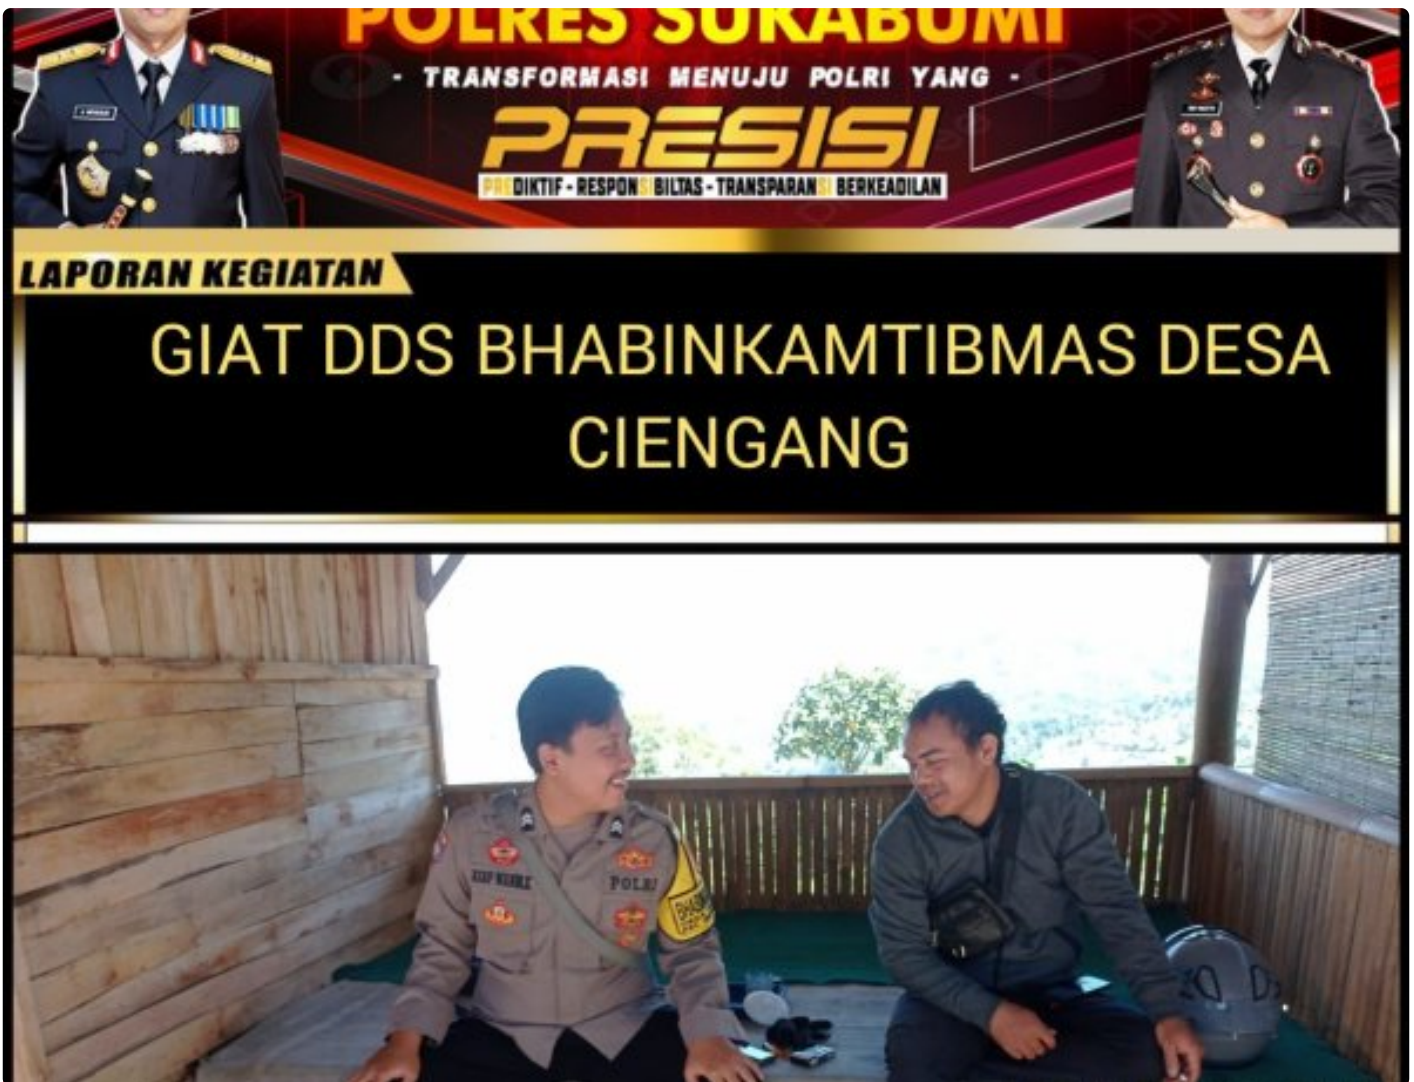 POLRES SUKABUMI
- TRANSFORMASI MENUJU POLRI YANG -
PRESISI
PREDIKTIF - RESPONSIBILTAS - TRANSPARANSI BERKEADILAN
LAPORAN KEGIATAN
GIAT DDS BHABINKAMTIBMAS DESA
CIENGANG
POLRI